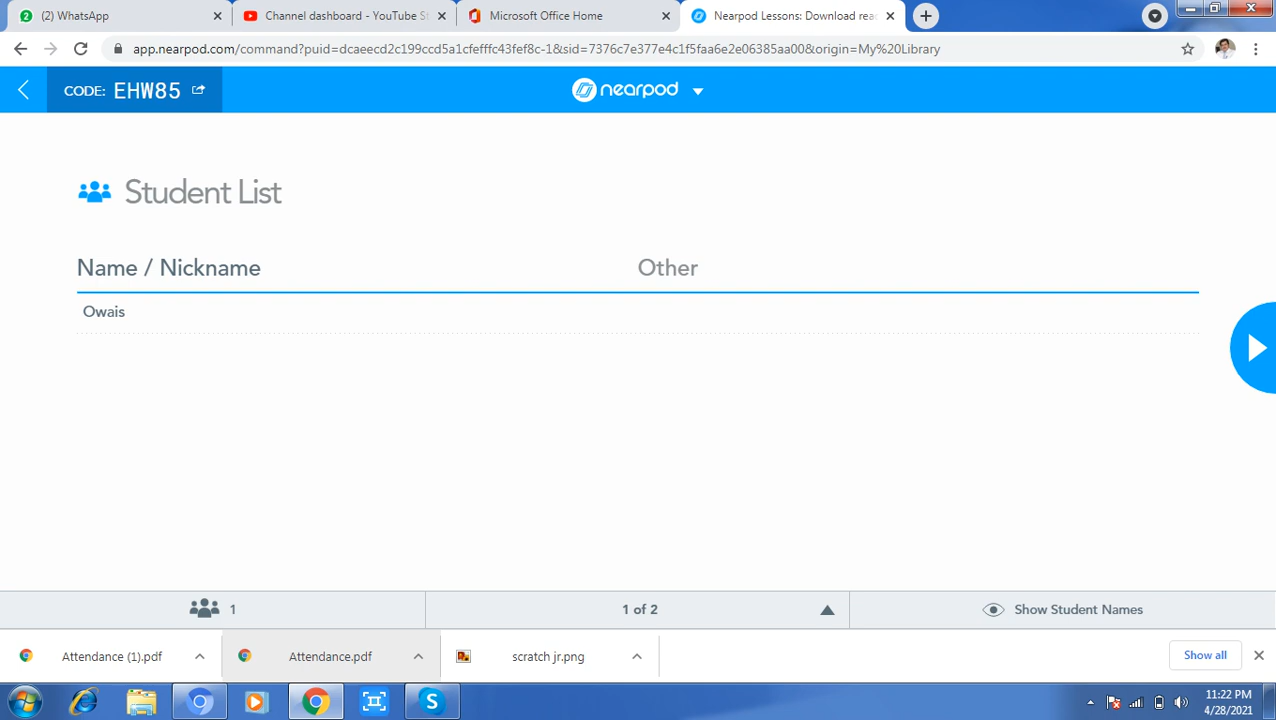 (2) WhatsApp
Channel dashboard - YouTube St
Microsoft Office Home
Nearpod Lessons: Download rea
app.nearpod.com/command?puid=dcaeecd2c199ccd5a1cfefffc43fef8c-1&sid=7376c7e377e4c1f5faa6e2e06385aa00&origin=My%20Library
CODE: EHW85
nearpod
Student List
Name / Nickname
Other
Owais
1
1 of 2
Show Student Names
Attendance (1).pdf
Attendance.pdf
scratch jr.png
Show all
11:22 PM
4/28/2021